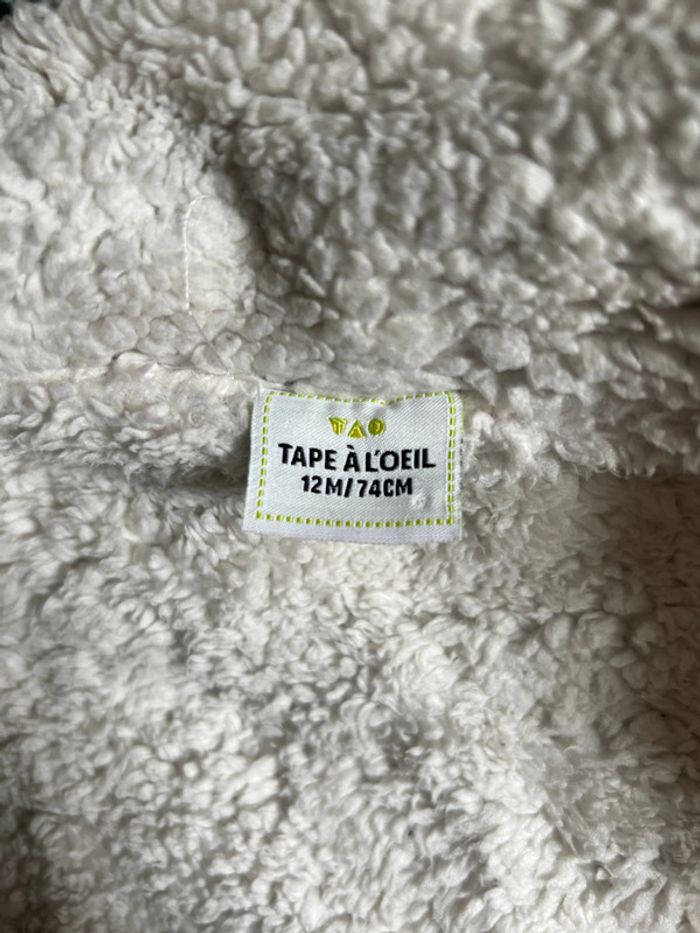 TAO
TAPE À L'OEIL
12M/74CM